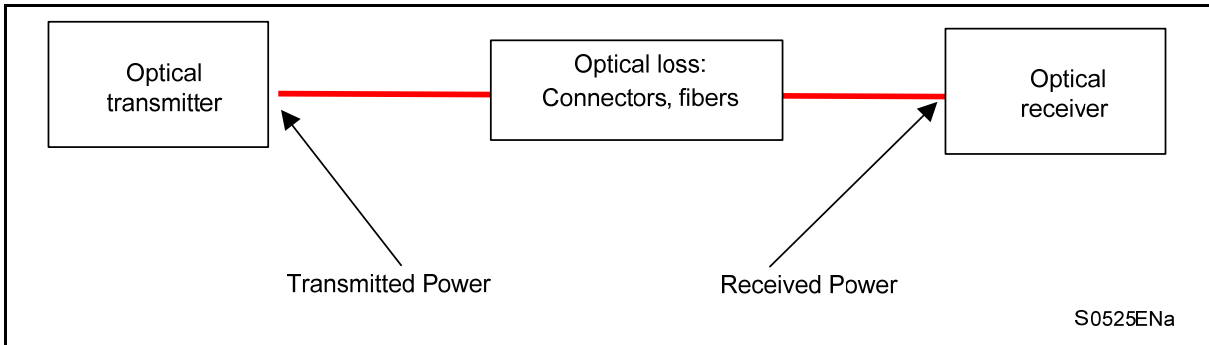 Optical
transmitter
Optical loss:
Connectors, fibers
Optical
receiver
Transmitted Power
Received Power
S0525ENa